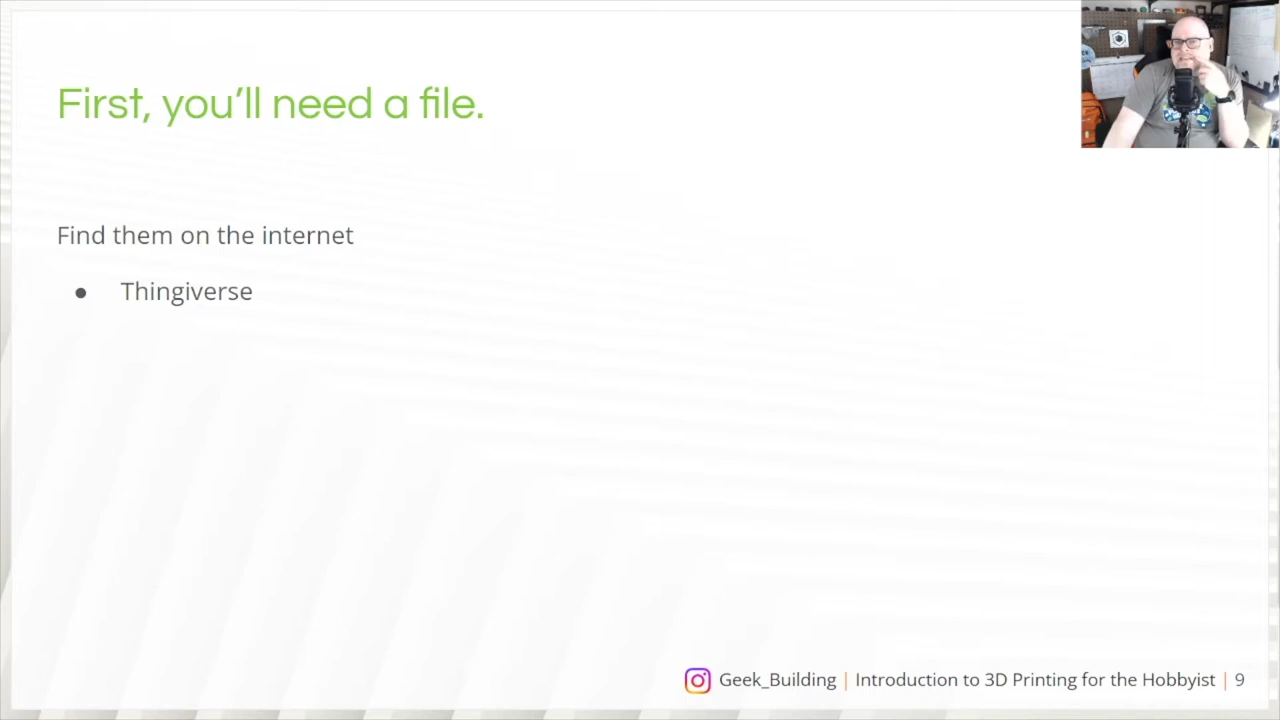 First, you'll need a file.
Find them on the internet
● Thingiverse
Geek_Building | Introduction to 3D Printing for the Hobbyist | 9